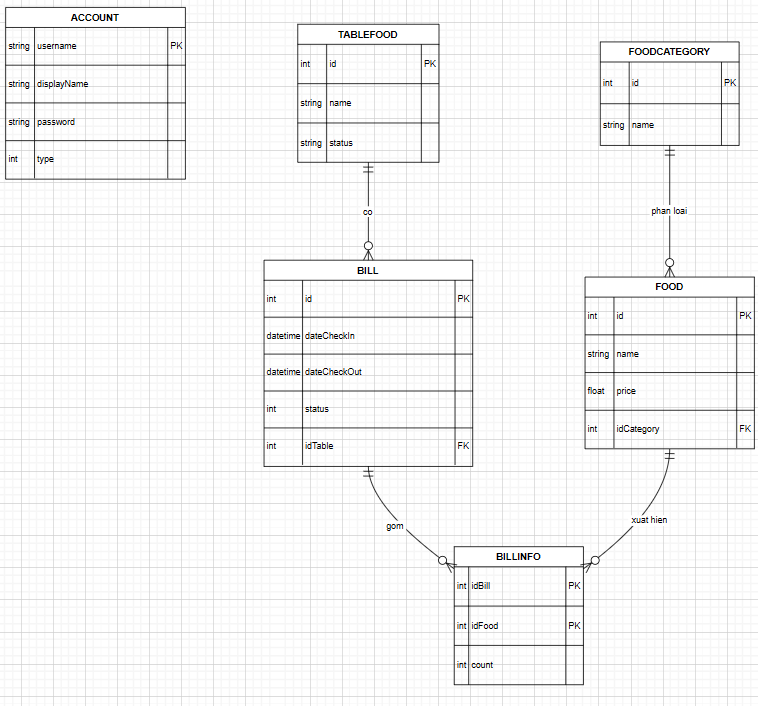 ACCOUNT
string username PK
string displayName
string password
int type
TABLEFOOD
int id PK
string name
string status
FOODCATEGORY
int id PK
string name
co
phan loai
BILL
int id PK
datetime dateCheckIn
datetime dateCheckOut
int status
int idTable FK
FOOD
int id PK
string name
float price
int idCategory FK
gom
xuat hien
BILLINFO
int idBill PK
int idFood PK
int count